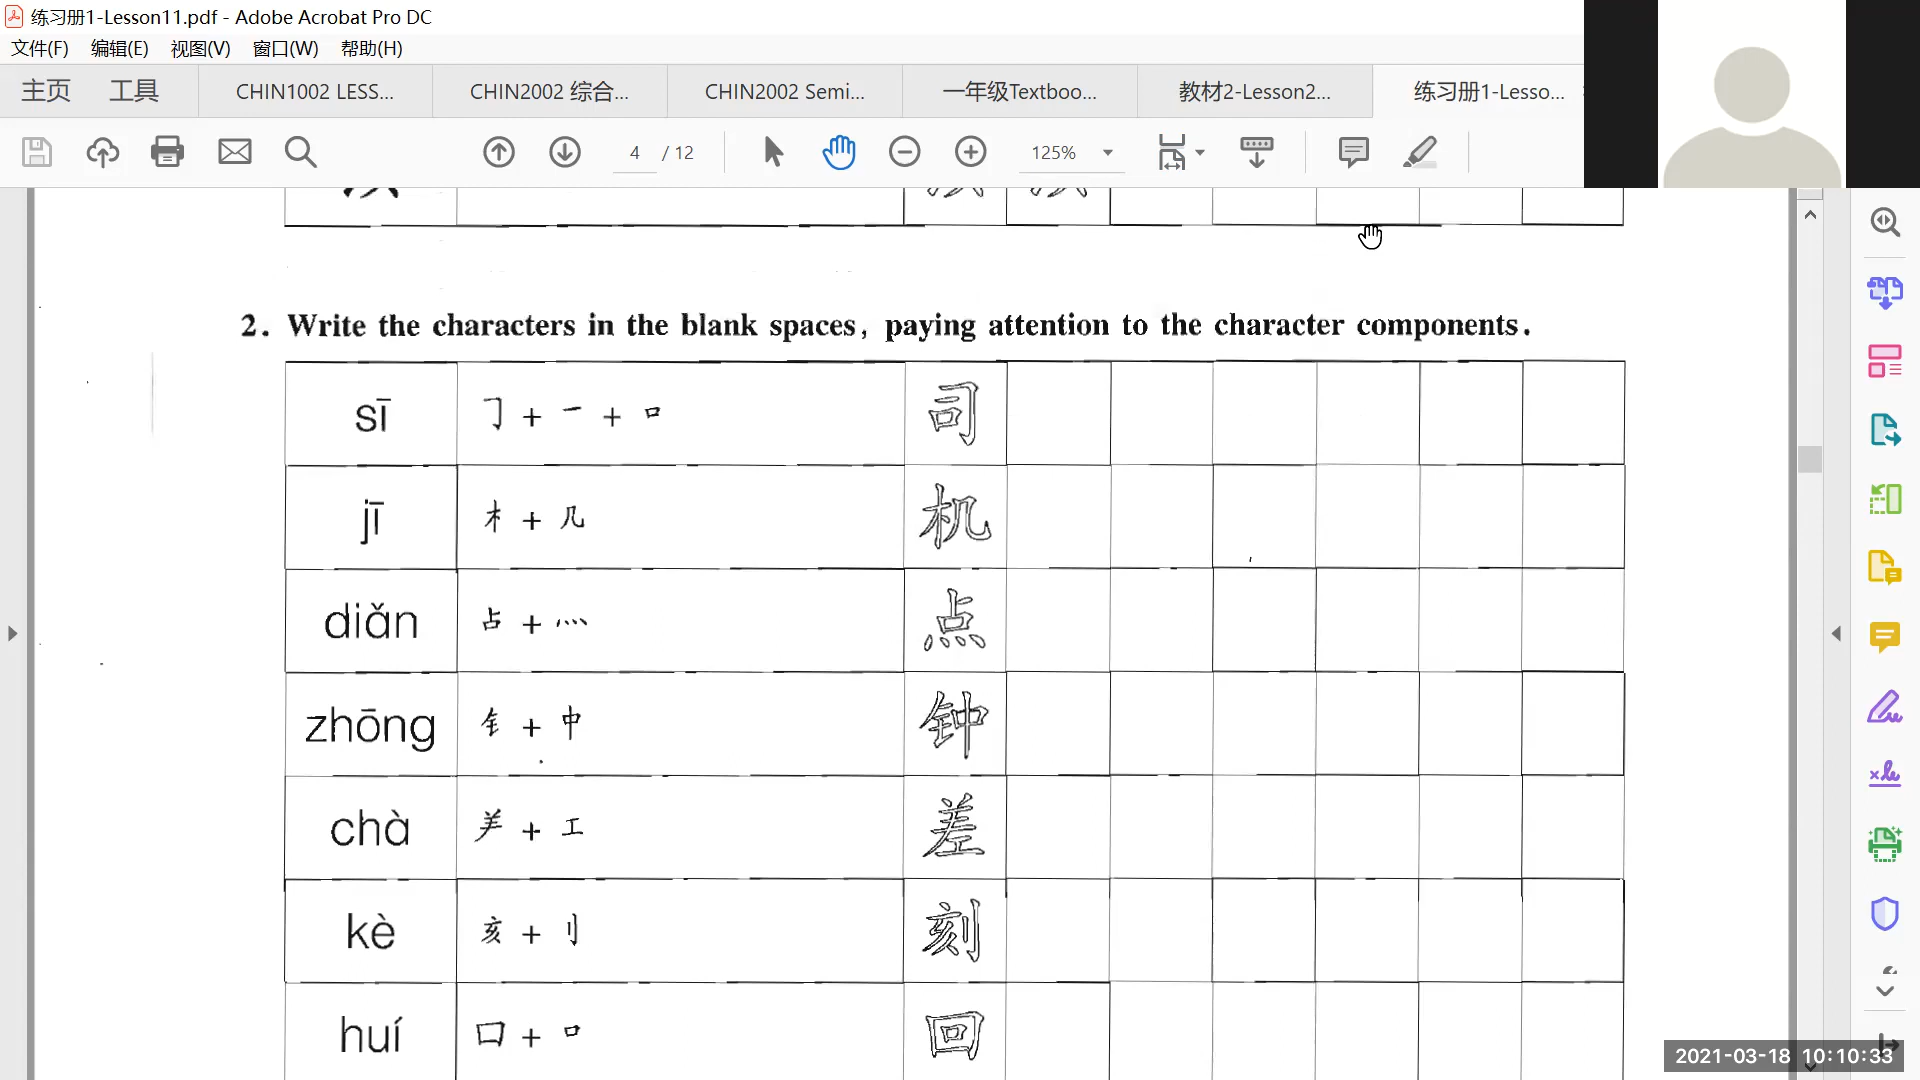 练习册1-Lesson11.pdf - Adobe Acrobat Pro DC
文件(F) 编辑(E) 视图(V) 窗口(W) 帮助(H)
主页 工具 CHIN1002 LESS... CHIN2002 综合... CHIN2002 Semi... 一年级Textboo... 教材2-Lesson2... 练习册1-Lesso...
4 / 12 125%
2. Write the characters in the blank spaces, paying attention to the character components.
sī 𠃌 + 一 + 口 司
jī 木 + 几 机
diǎn 占 + 灬 点
zhōng 钅 + 中 钟
chà ⺶ + 工 差
kè 亥 + 刂 刻
huí 囗 + 口 回
2021-03-18 10:10:33